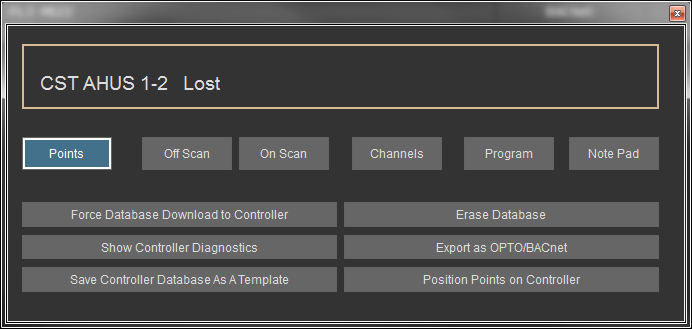 CST AHUS 1-2 Lost
Points Off Scan On Scan Channels Program Note Pad
Force Database Download to Controller Erase Database
Show Controller Diagnostics Export as OPTO/BACnet
Save Controller Database As A Template Position Points on Controller